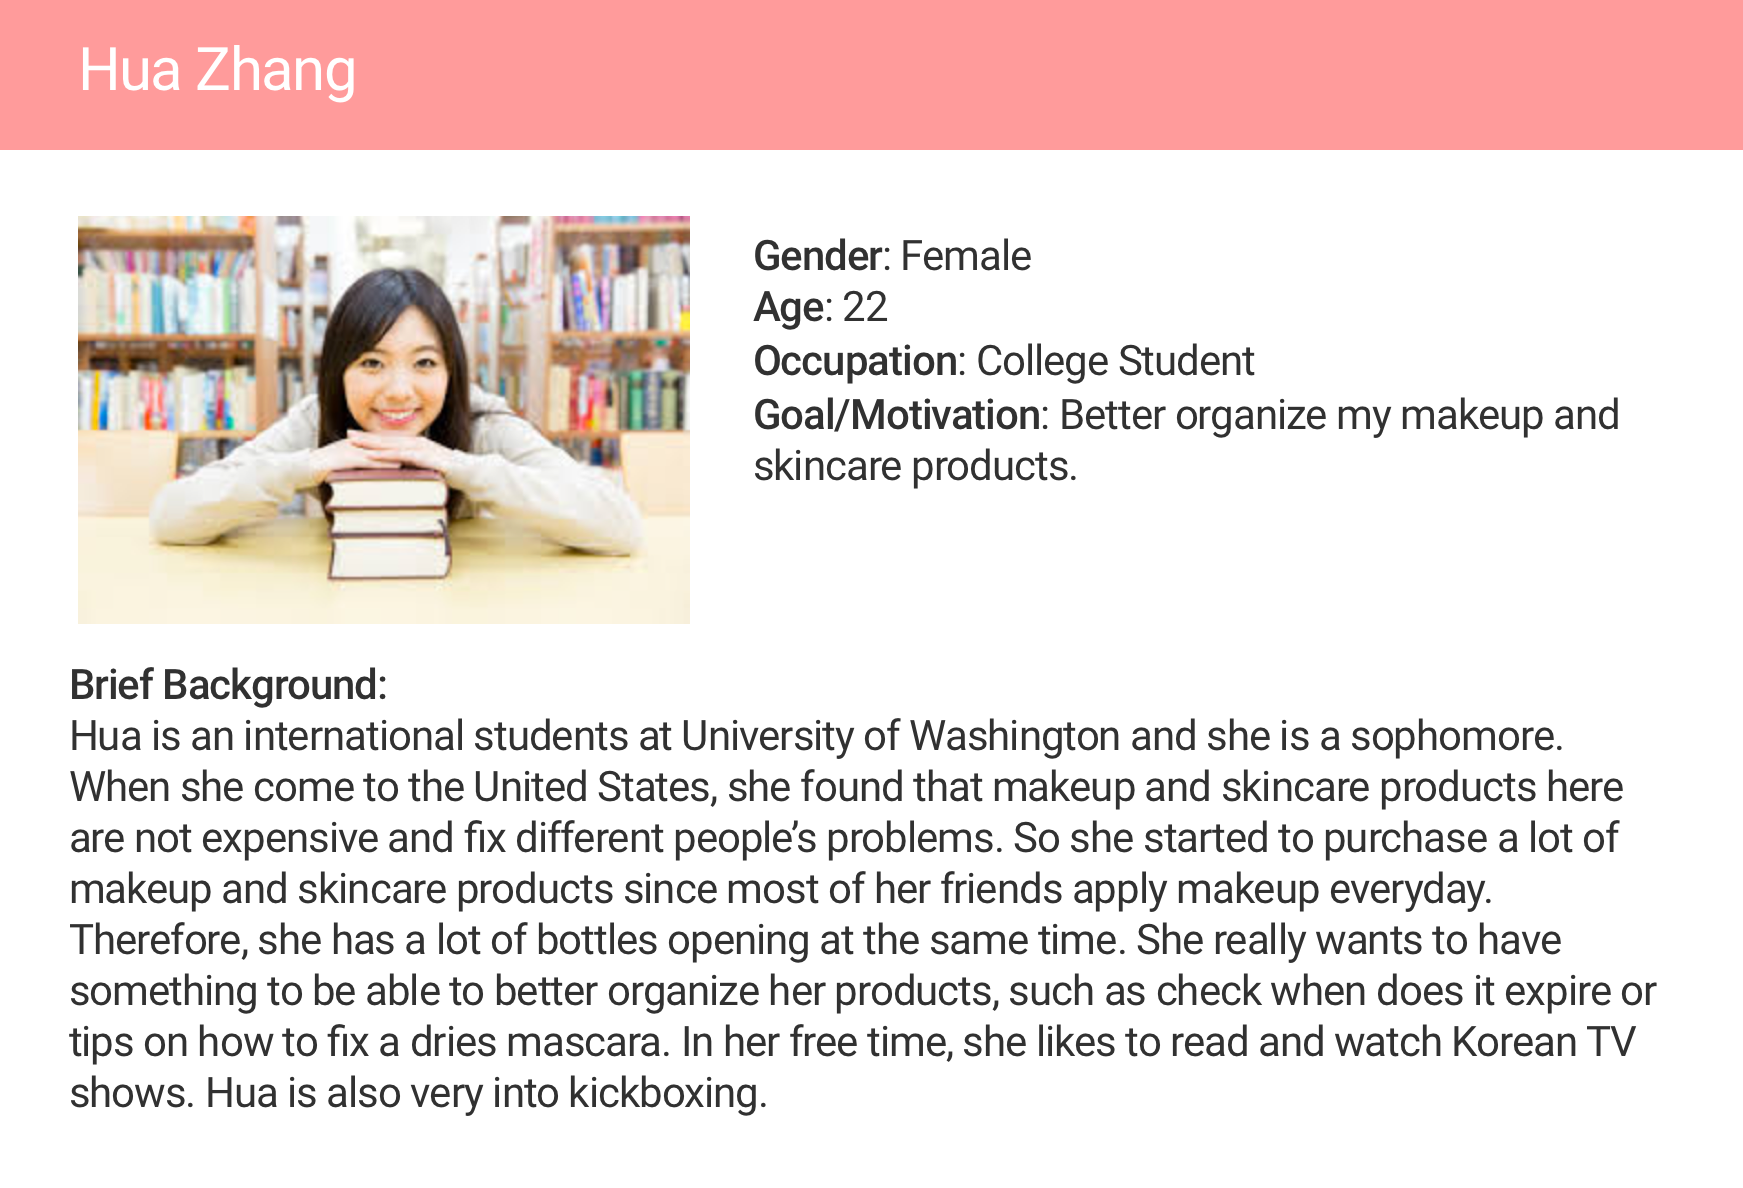 Hua Zhang
Gender: Female
Age: 22
Occupation: College Student
Goal/Motivation: Better organize my makeup and
skincare products.
Brief Background:
Hua is an international students at University of Washington and she is a sophomore.
When she come to the United States, she found that makeup and skincare products here
are not expensive and fix different people’s problems. So she started to purchase a lot of
makeup and skincare products since most of her friends apply makeup everyday.
Therefore, she has a lot of bottles opening at the same time. She really wants to have
something to be able to better organize her products, such as check when does it expire or
tips on how to fix a dries mascara. In her free time, she likes to read and watch Korean TV
shows. Hua is also very into kickboxing.